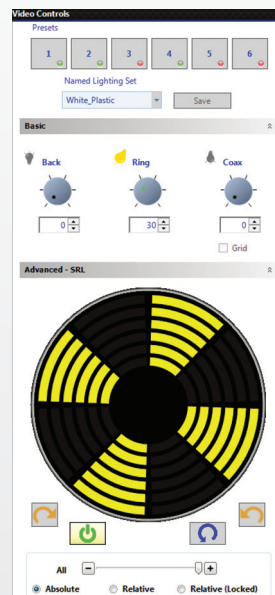 Video Controls
Presets
1 2 3 4 5 6
Named Lighting Set
White_Plastic Save
Basic
Back Ring Coax
0 30 0
Grid
Advanced - SRL
All
Absolute Relative Relative (Locked)